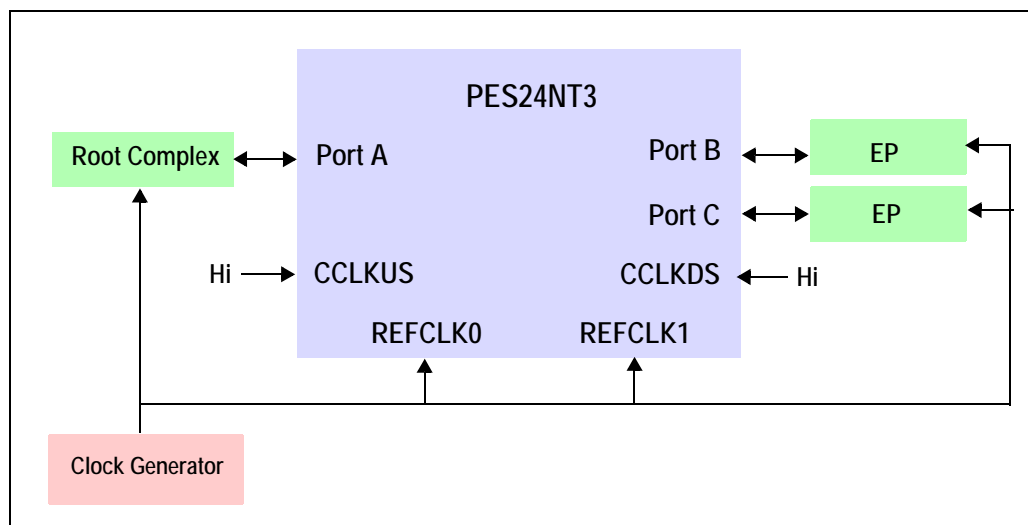 PES24NT3
Root Complex
Port A
Port B
EP
Port C
EP
Hi
CCLKUS
CCLKDS
Hi
REFCLK0
REFCLK1
Clock Generator